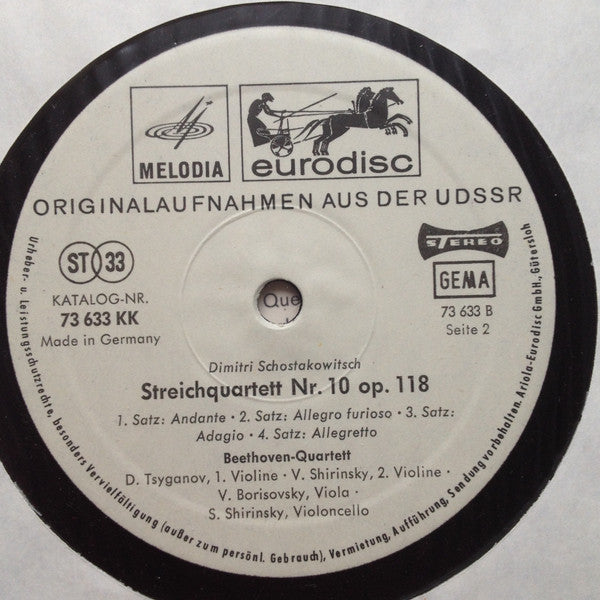 MELODIA
eurodisc
ORIGINALAUFNAHMEN AUS DER UDSSR
ST 33
STEREO
KATALOG-NR.
73 633 KK
Made in Germany
GEMA
73 633 B
Seite 2
Que
Dimitri Schostakowitsch
Streichquartett Nr. 10 op. 118
1. Satz: Andante · 2. Satz: Allegro furioso · 3. Satz:
Adagio · 4. Satz: Allegretto
Beethoven-Quartett
D. Tsyganov, 1. Violine · V. Shirinsky, 2. Violine ·
V. Borisovsky, Viola ·
S. Shirinsky, Violoncello
Urheber- u. Leistungsschutzrechte, besonders Vervielfältigung (außer zum persönl. Gebrauch), Vermietung, Aufführung, Sendung vorbehalten. Ariola-Eurodisc GmbH., Gütersloh